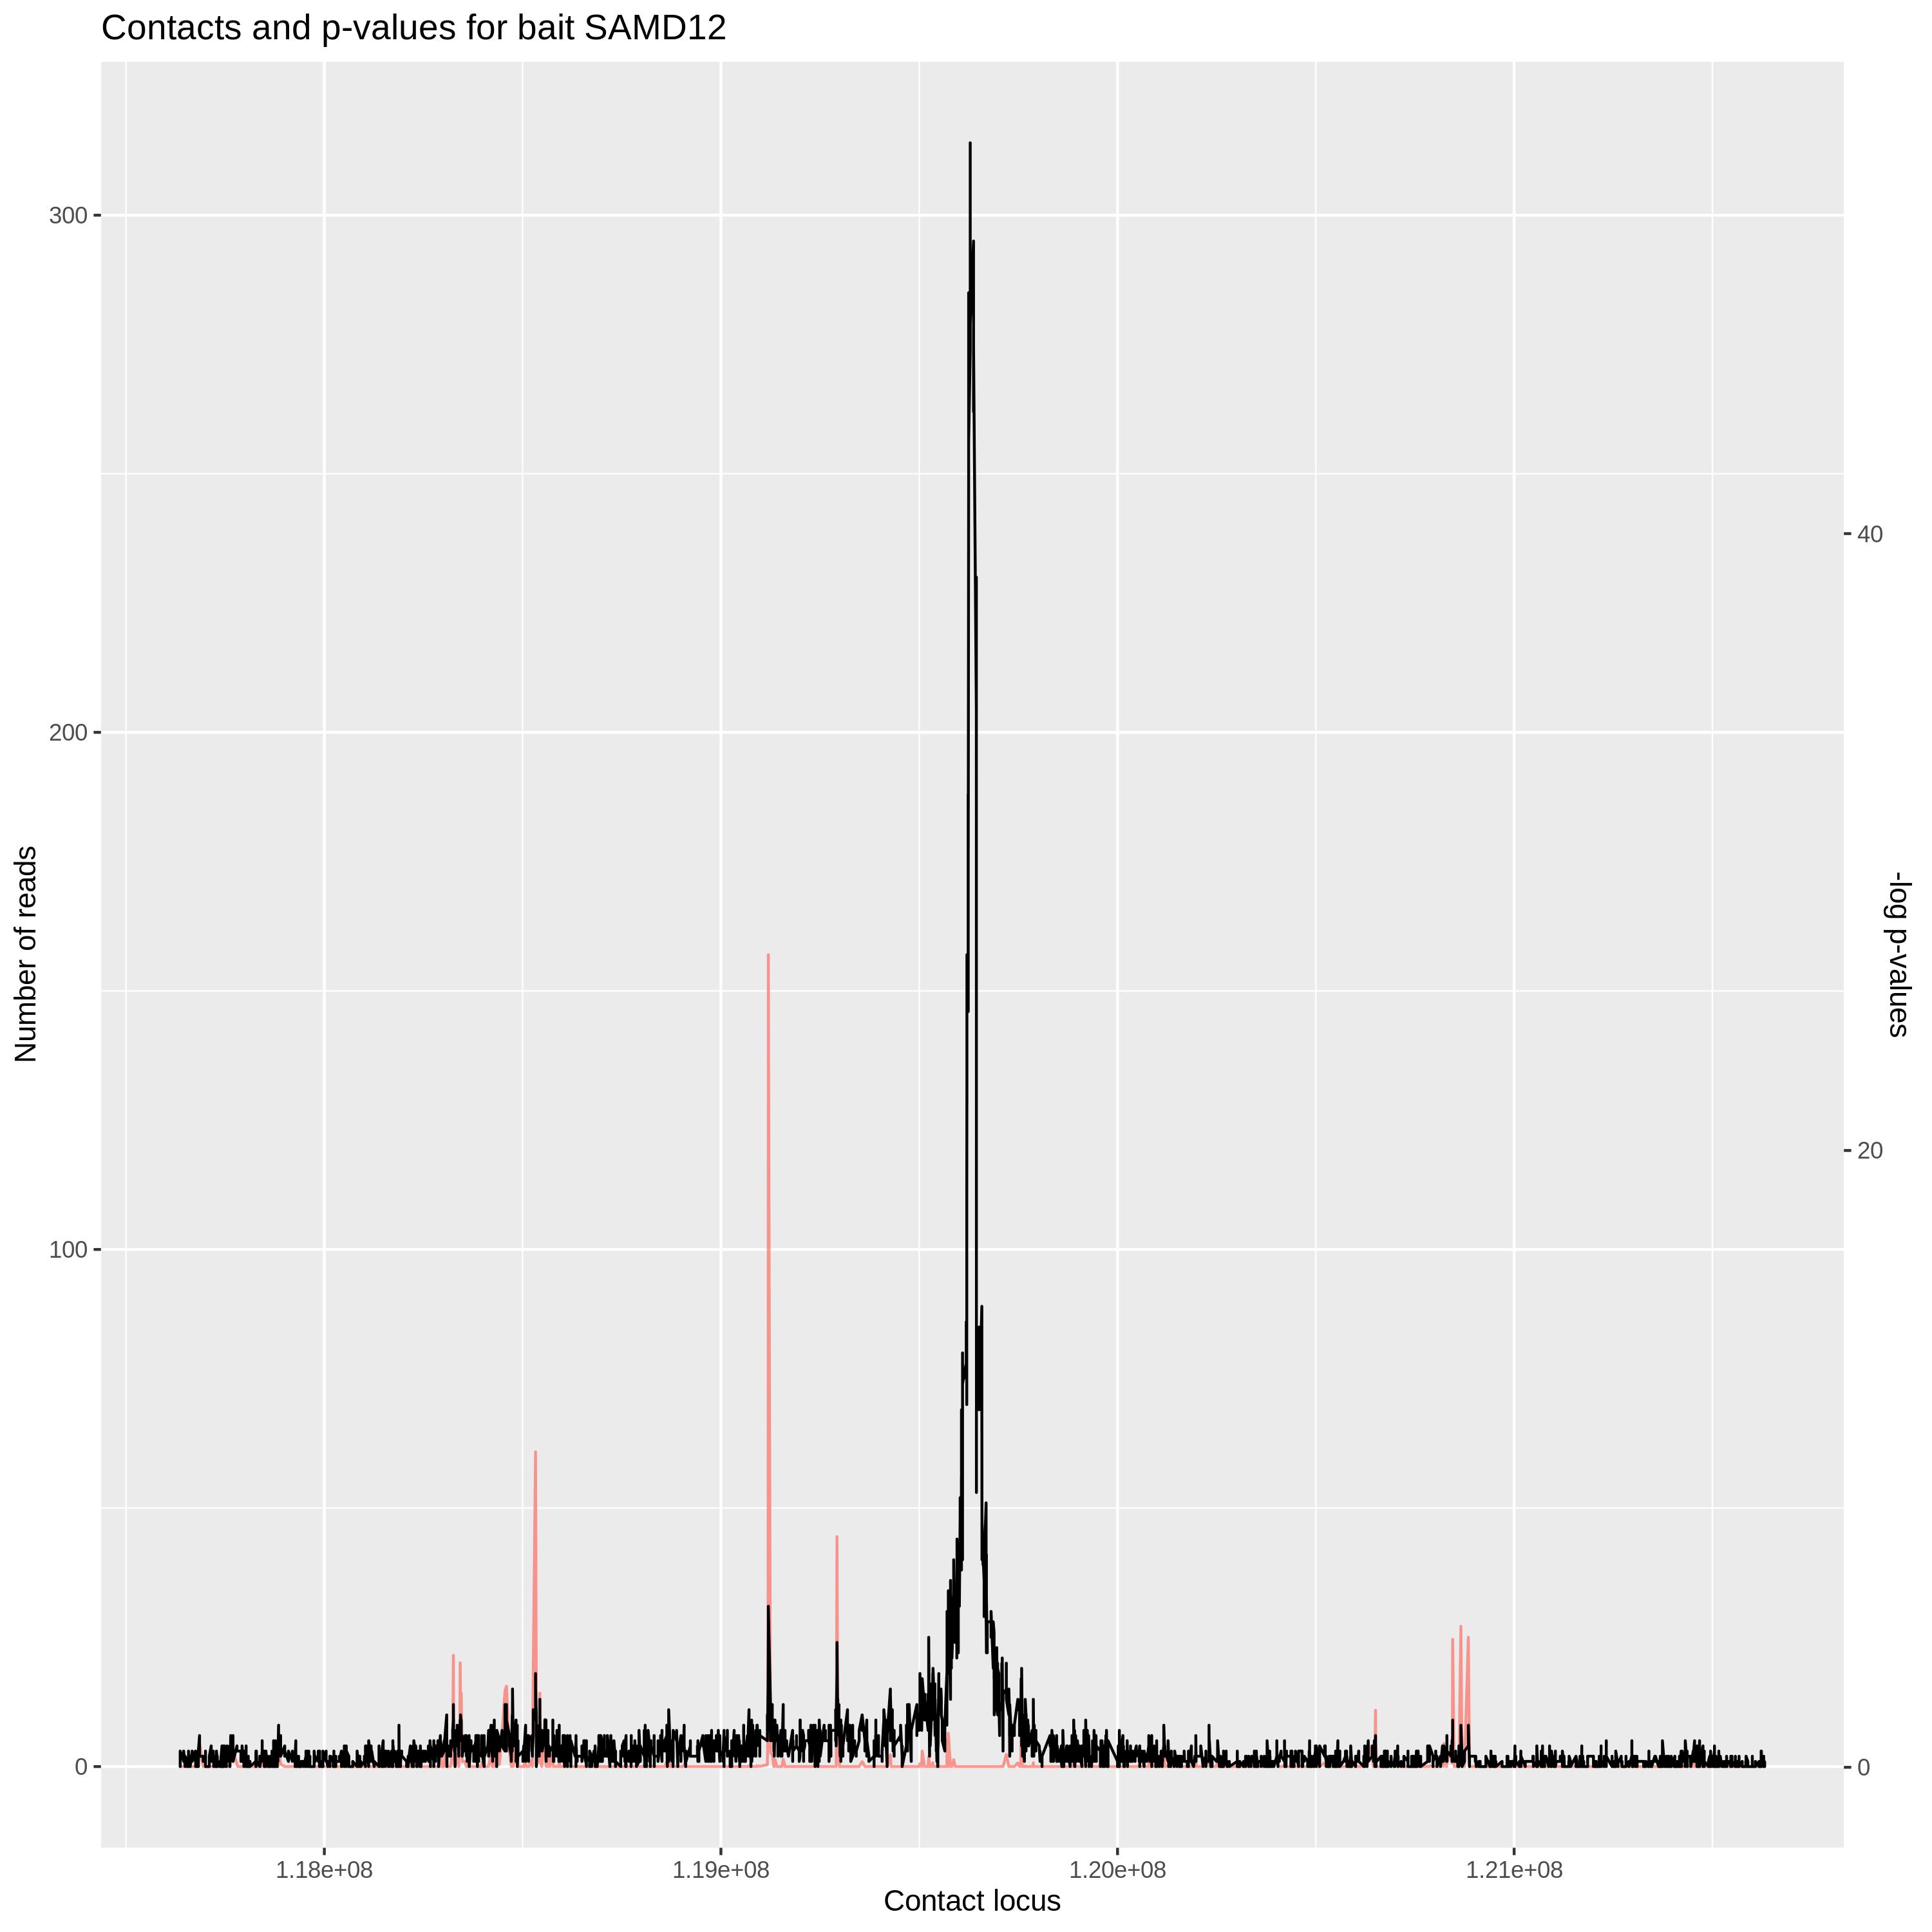 Contacts and p-values for bait SAMD12
300
200
100
0
Number of reads
40
20
0
-log p-values
1.18e+08
1.19e+08
1.20e+08
1.21e+08
Contact locus